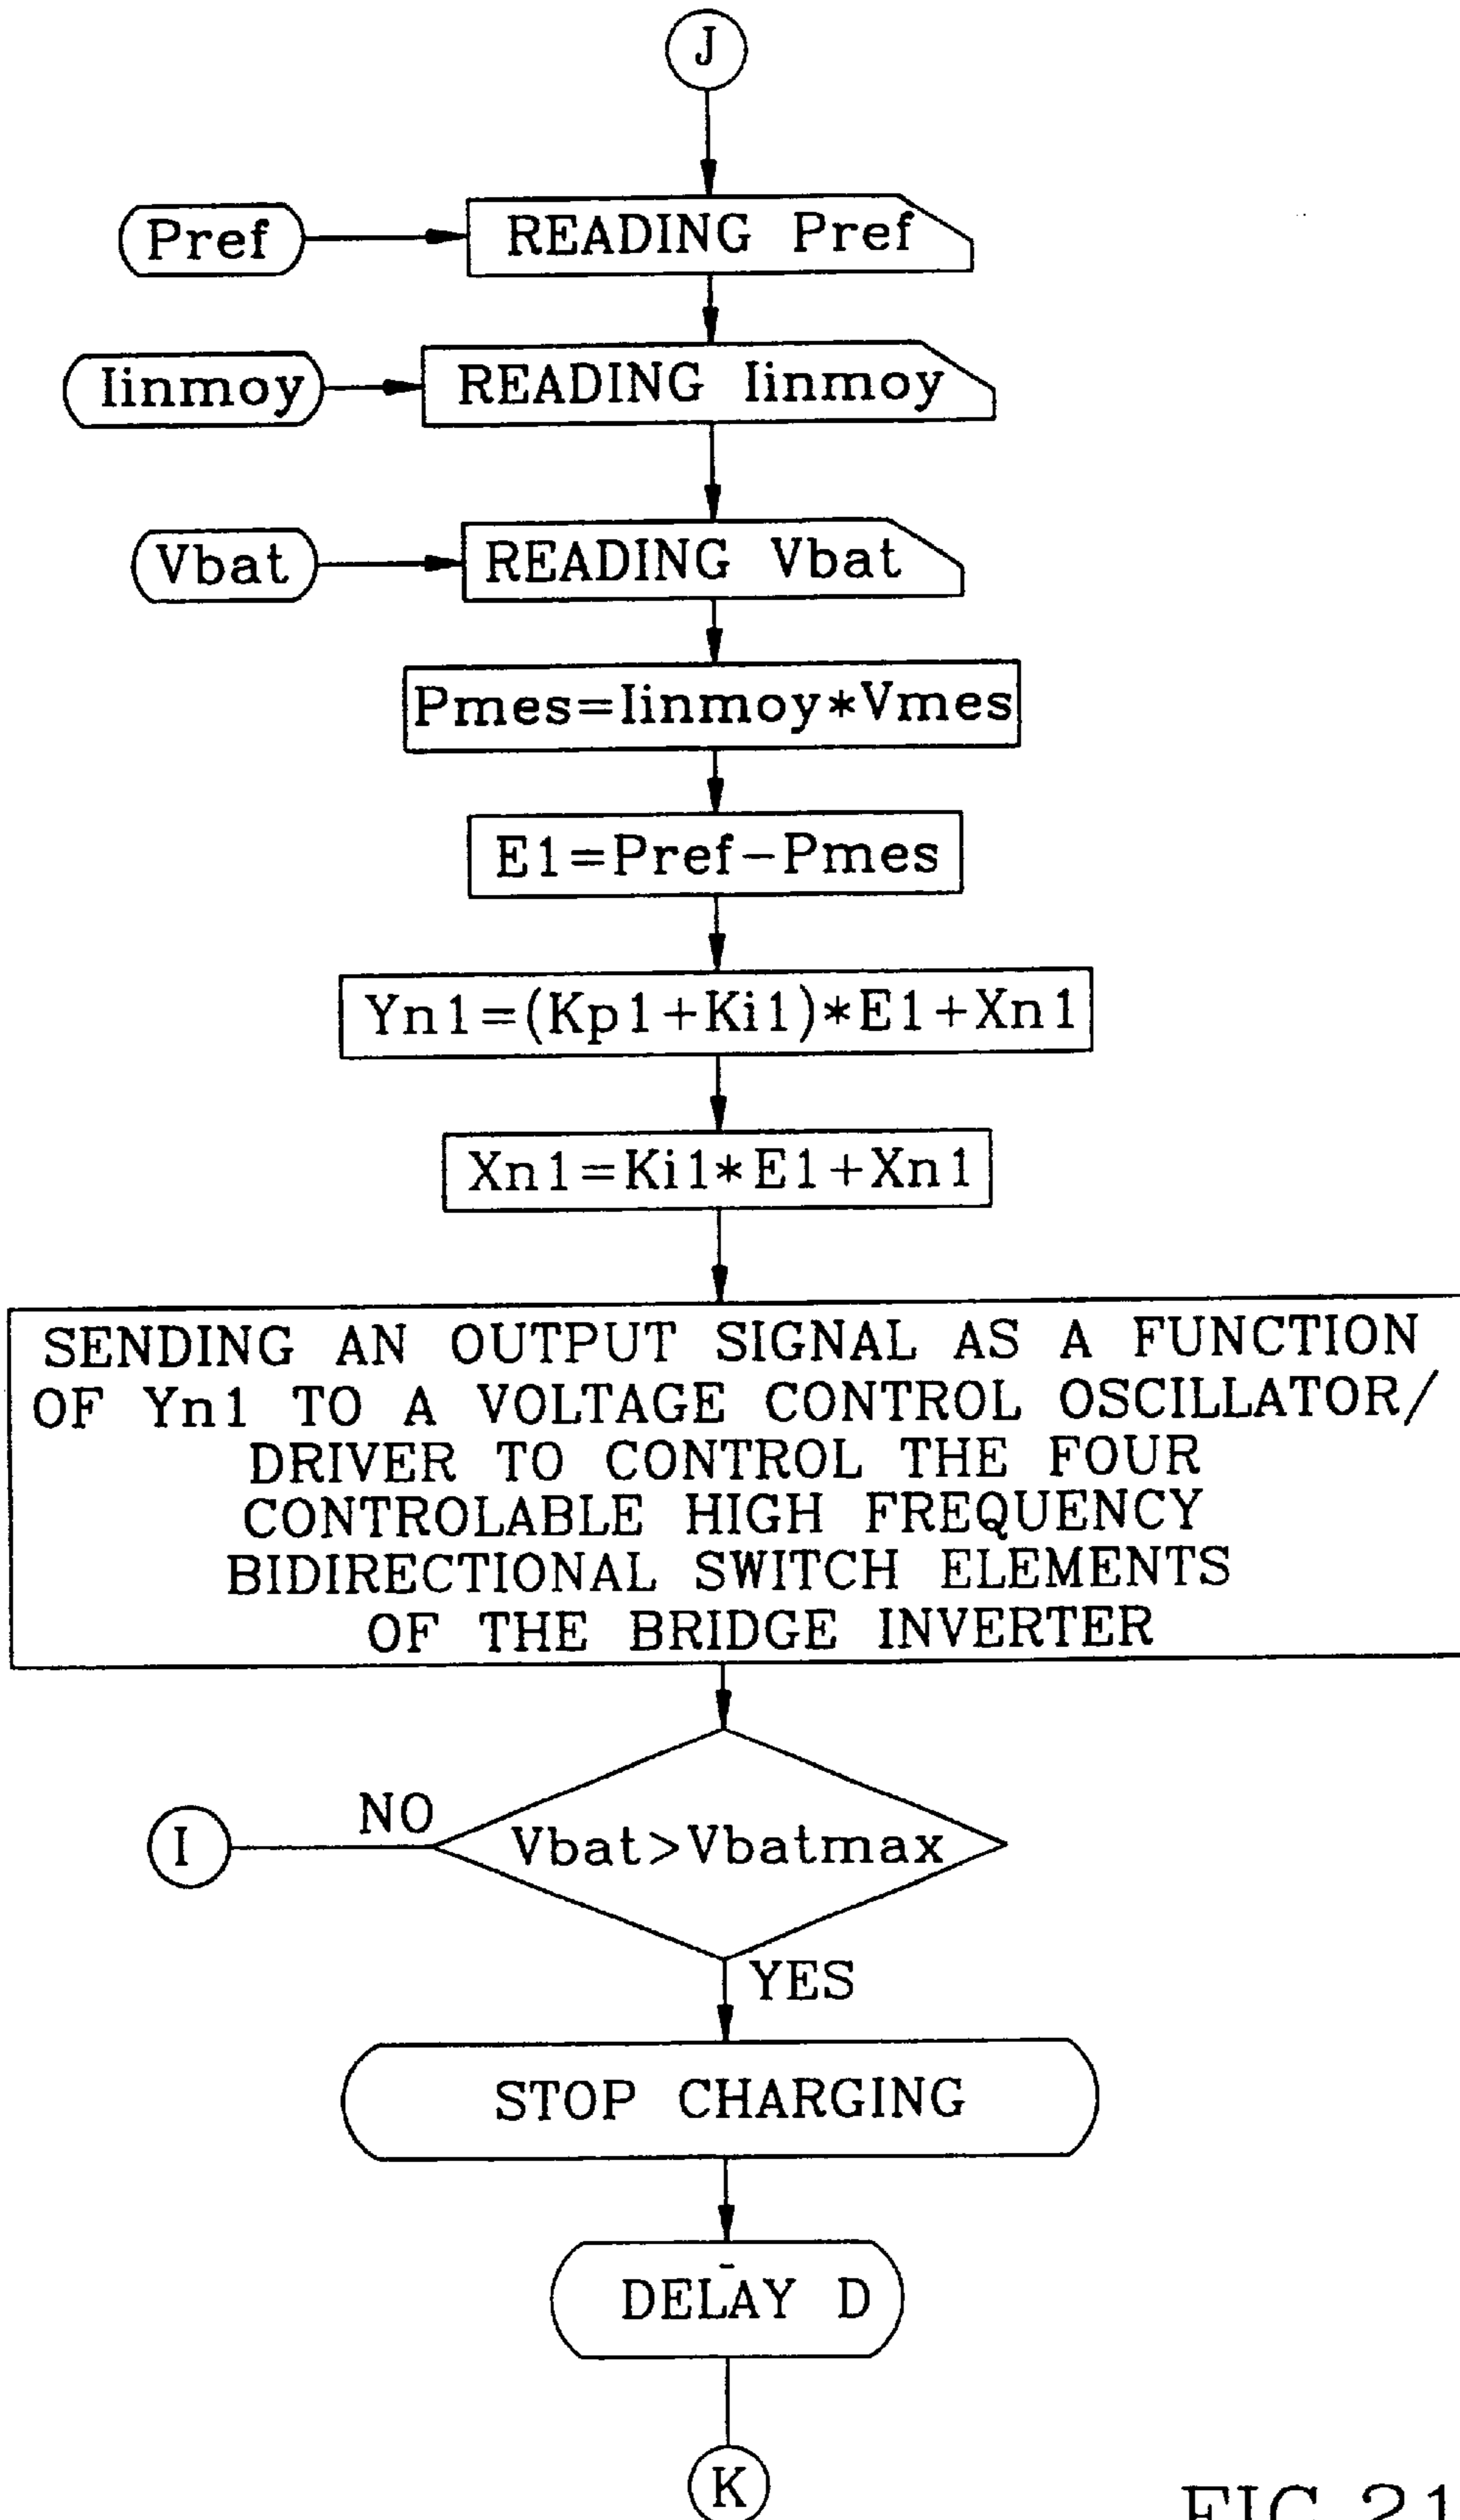 J
Pref
READING Pref
Iinmoy
READING Iinmoy
Vbat
READING Vbat
Pmes=Iinmoy*Vmes
E1=Pref-Pmes
Yn1=(Kp1+Ki1)*E1+Xn1
Xn1=Ki1*E1+Xn1
SENDING AN OUTPUT SIGNAL AS A FUNCTION
OF Yn1 TO A VOLTAGE CONTROL OSCILLATOR/
DRIVER TO CONTROL THE FOUR
CONTROLABLE HIGH FREQUENCY
BIDIRECTIONAL SWITCH ELEMENTS
OF THE BRIDGE INVERTER
NO
I
Vbat>Vbatmax
YES
STOP CHARGING
DELAY D
K
FIG. 21